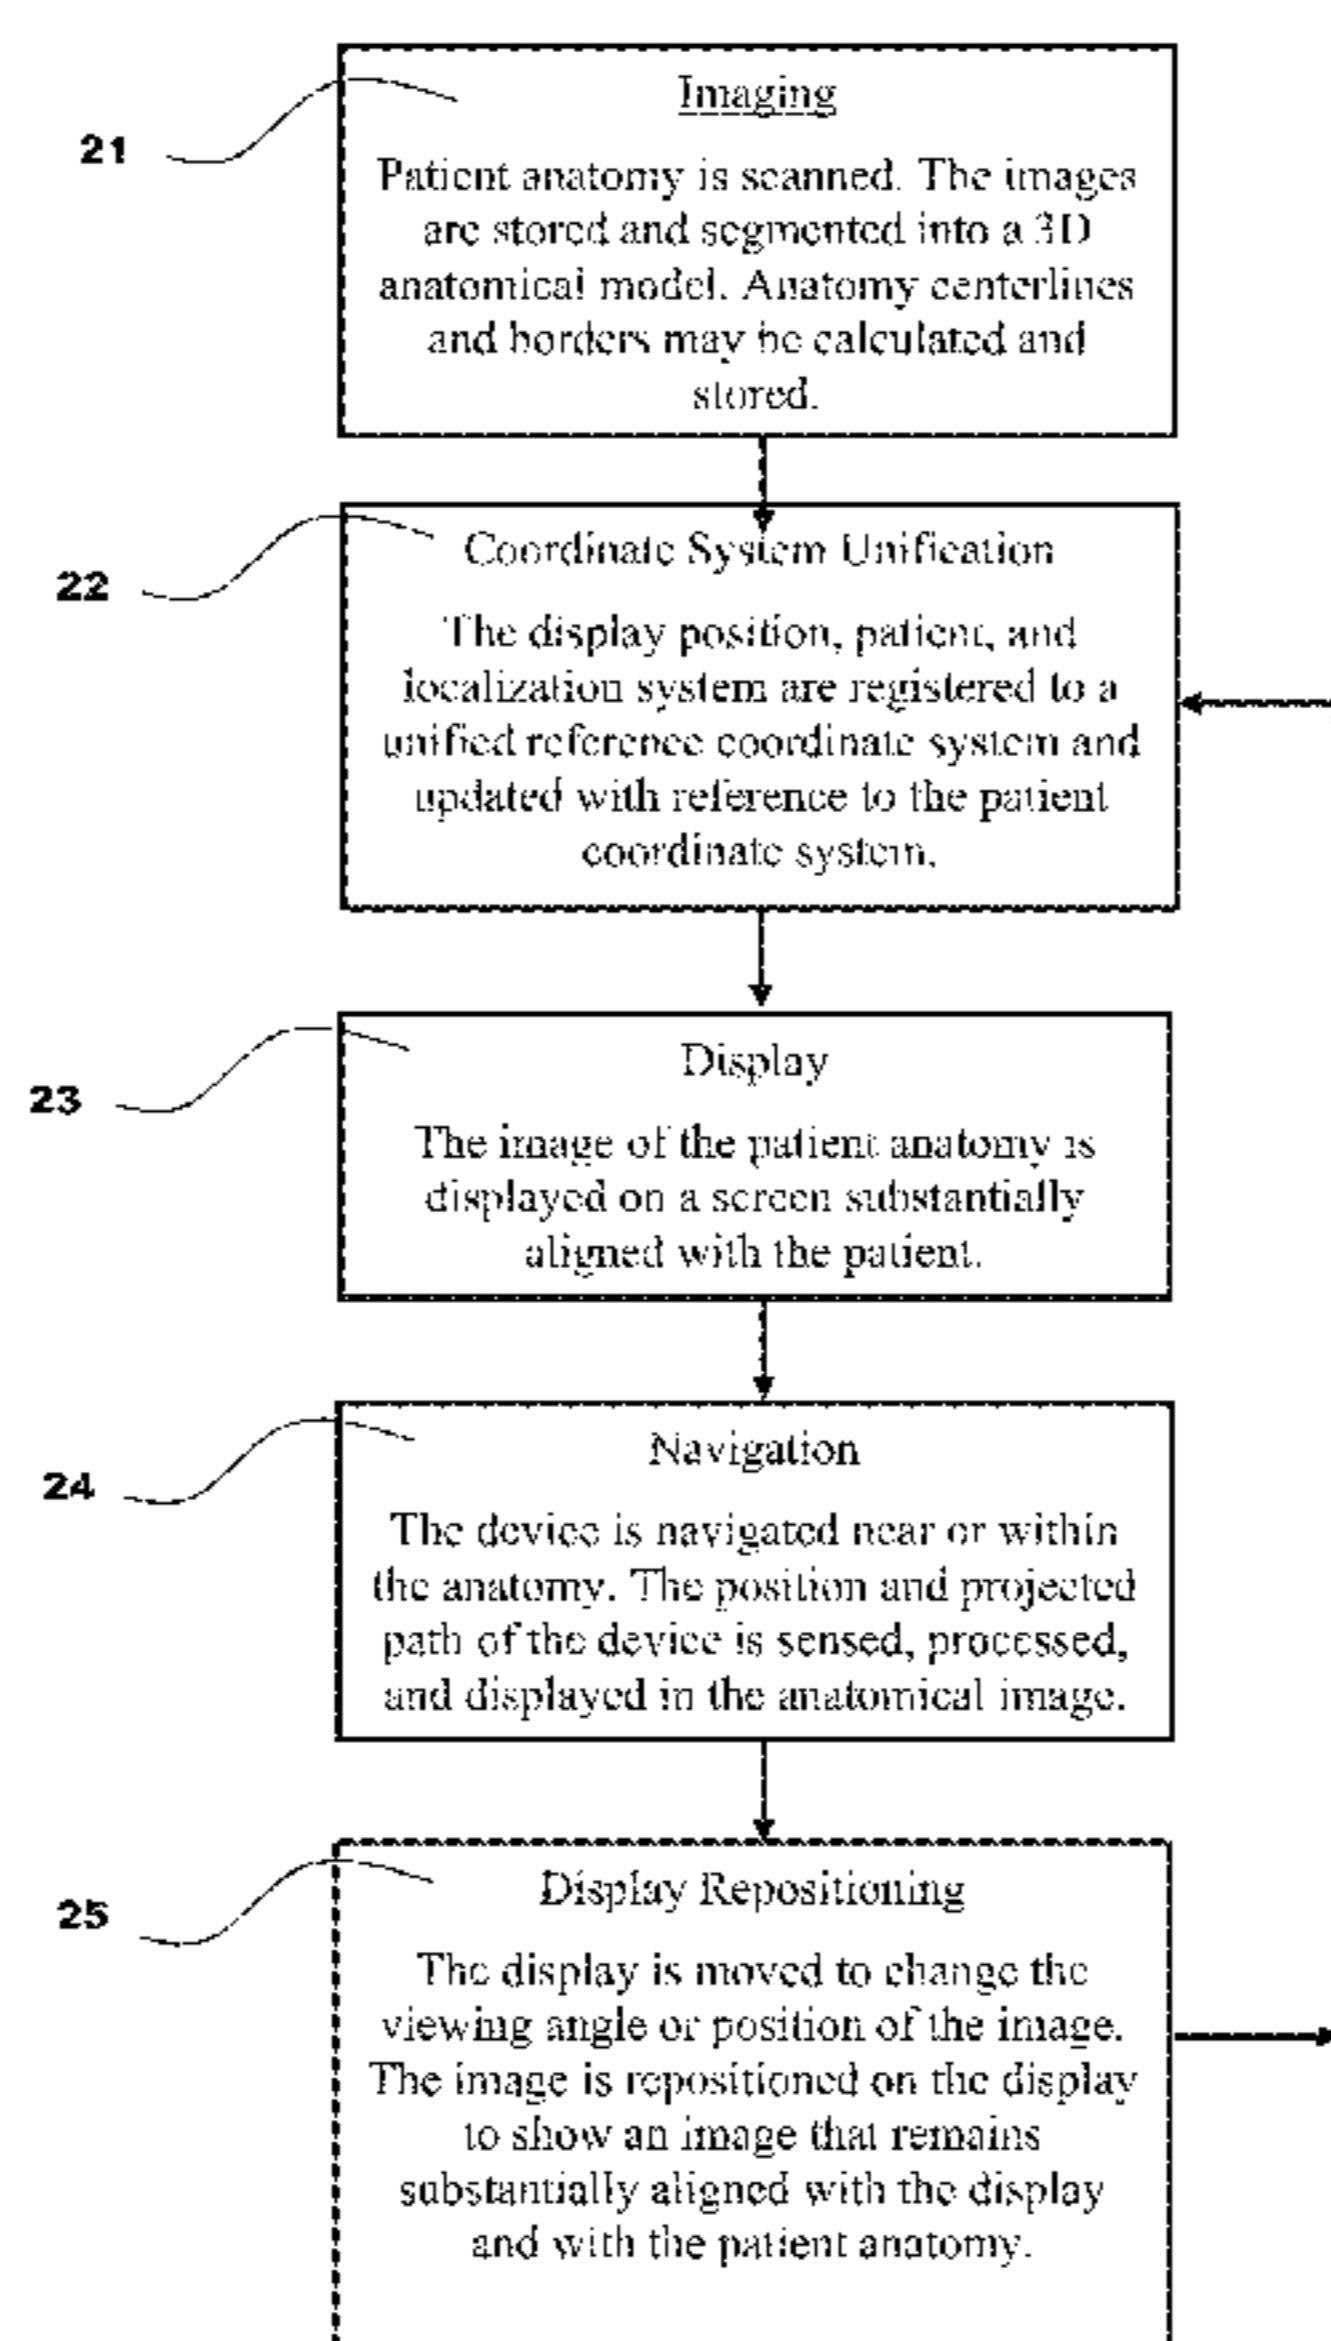 Imaging
21
Patient anatomy is scanned. The images
are stored and segmented into a 3D
anatomical model. Anatomy centerlines
and borders may be calculated and
stored.
Coordinate System Unification
22
The display position, patient, and
localization system are registered to a
unified reference coordinate system and
updated with reference to the patient
coordinate system.
Display
23
The image of the patient anatomy is
displayed on a screen substantially
aligned with the patient.
Navigation
24
The device is navigated near or within
the anatomy. The position and projected
path of the device is sensed, processed,
and displayed in the anatomical image.
Display Repositioning
25
The display is moved to change the
viewing angle or position of the image.
The image is repositioned on the display
to show an image that remains
substantially aligned with the display
and with the patient anatomy.